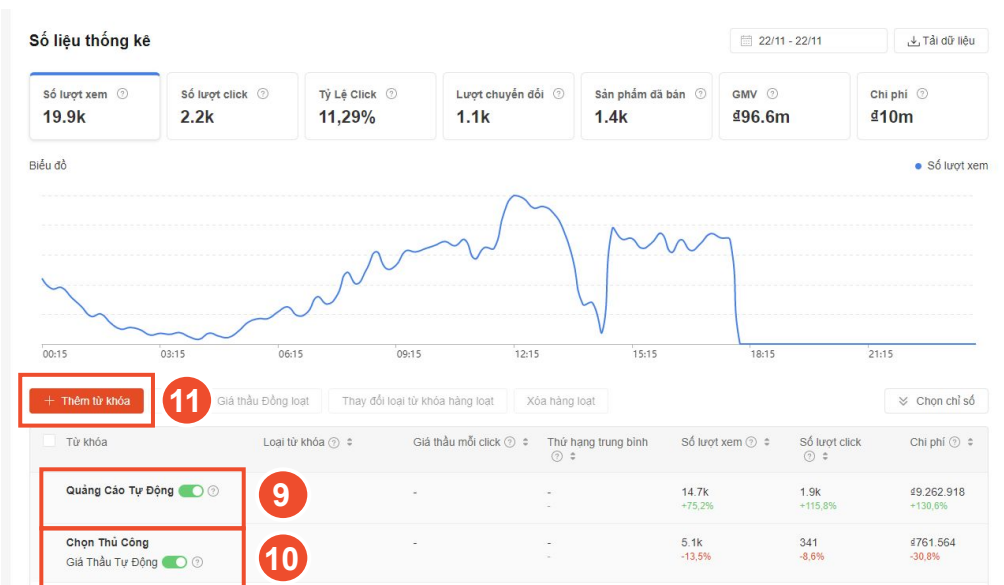 Số liệu thống kê
22/11 - 22/11
Tải dữ liệu
Số lượt xem
Số lượt click
Tỷ Lệ Click
Lượt chuyển đổi
Sản phẩm đã bán
GMV
Chi phí
19.9k
2.2k
11,29%
1.1k
1.4k
₫96.6m
₫10m
Biểu đồ
Số lượt xem
00:15 03:15 06:15 09:15 12:15 15:15 18:15 21:15
+ Thêm từ khóa
11
Giá thầu Đồng loạt
Thay đổi loại từ khóa hàng loạt
Xóa hàng loạt
Chọn chỉ số
Từ khóa
Loại từ khóa
Giá thầu mỗi click
Thứ hạng trung bình
Số lượt xem
Số lượt click
Chi phí
Quảng Cáo Tự Động
9
- - 14.7k 1.9k ₫9.262.918
- +75,2% +115,8% +130,6%
Chọn Thủ Công
Giá Thầu Tự Động
10
- - 5.1k 341 ₫761.564
- -13,5% -8,6% -30,8%